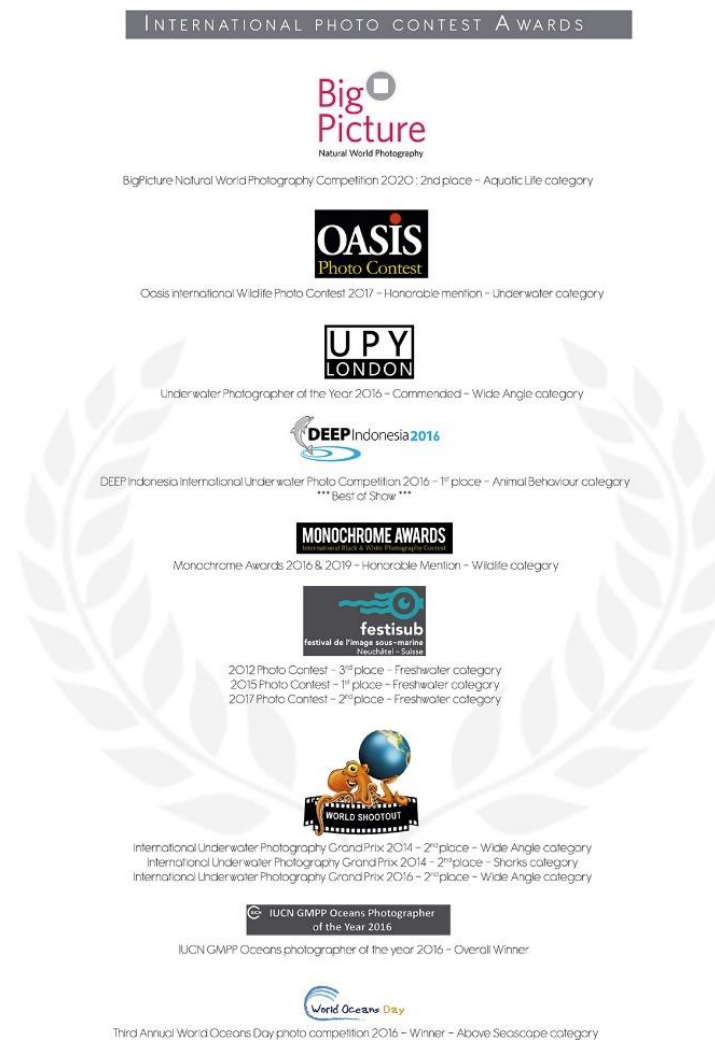 INTERNATIONAL PHOTO CONTEST AWARDS
Big
Picture
Natural World Photography
BigPicture Natural World Photography Competition 2020 : 2nd place – Aquatic Life category
OASIS
Photo Contest
Oasis international Wildlife Photo Contest 2017 – Honorable mention – Underwater category
UPY
LONDON
Underwater Photographer of the Year 2016 – Commended – Wide Angle category
DEEP Indonesia 2016
DEEP Indonesia International Underwater Photo Competition 2016 – 1st place – Animal Behaviour category
*** Best of Show ***
MONOCHROME AWARDS
International Black & White Photography Contest
Monochrome Awards 2016 & 2019 – Honorable Mention – Wildlife category
festisub
festival de l'image sous-marine
Neuchâtel – Suisse
2012 Photo Contest – 3rd place – Freshwater category
2015 Photo Contest – 1st place – Freshwater category
2017 Photo Contest – 2nd place – Freshwater category
WORLD SHOOTOUT
International Underwater Photography Grand Prix 2014 – 2nd place – Wide Angle category
International Underwater Photography Grand Prix 2014 – 2nd place – Sharks category
International Underwater Photography Grand Prix 2016 – 2nd place – Wide Angle category
IUCN IUCN GMPP Oceans Photographer
of the Year 2016
IUCN GMPP Oceans photographer of the year 2016 – Overall Winner
World Oceans Day
Third Annual World Oceans Day photo competition 2016 – Winner – Above Seascape category